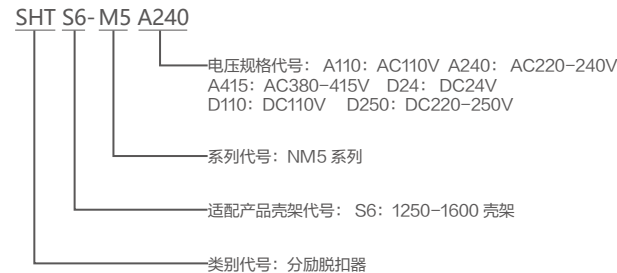 SHT S6-M5 A240
电压规格代号： A110：AC110V A240： AC220-240V
A415：AC380-415V D24： DC24V
D110：DC110V D250：DC220-250V
系列代号：NM5 系列
适配产品壳架代号： S6：1250-1600 壳架
类别代号：分励脱扣器